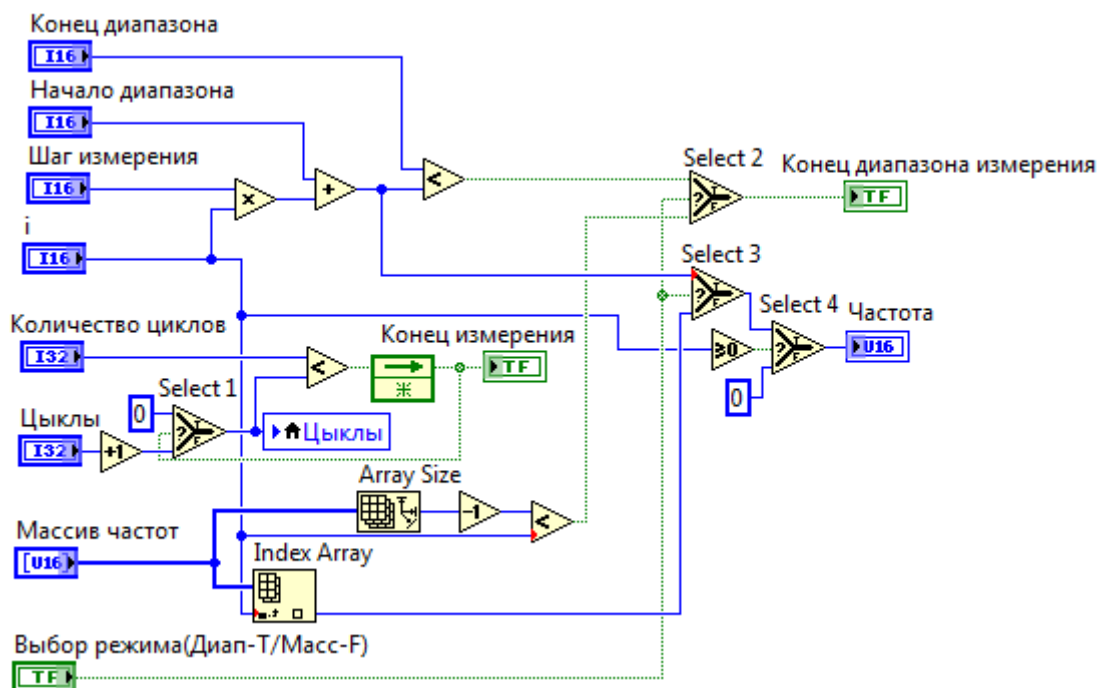 Конец диапазона
I16
Начало диапазона
I16
Шаг измерения
I16
x
+
<
Select 2
Конец диапазона измерения
TF
?
T
F
i
I16
Select 3
?
T
F
Select 4
Частота
≥0
?
T
F
U16
0
Количество циклов
I32
Конец измерения
<
TF
Select 1
0
?
T
F
Цыклы
Цыклы
I32
+1
Array Size
-1
<
Массив частот
[U16]
Index Array
Выбор режима(Диап-T/Масс-F)
TF